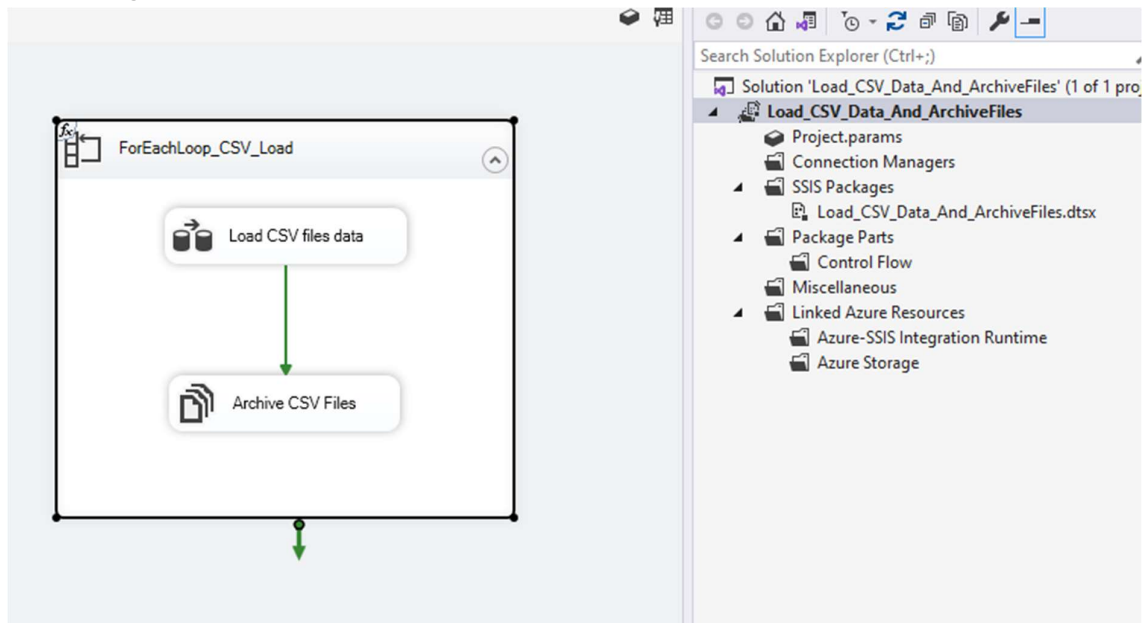 fx
ForEachLoop_CSV_Load
Load CSV files data
Archive CSV Files
Search Solution Explorer (Ctrl+;)
Solution 'Load_CSV_Data_And_ArchiveFiles' (1 of 1 pro
Load_CSV_Data_And_ArchiveFiles
Project.params
Connection Managers
SSIS Packages
Load_CSV_Data_And_ArchiveFiles.dtsx
Package Parts
Control Flow
Miscellaneous
Linked Azure Resources
Azure-SSIS Integration Runtime
Azure Storage